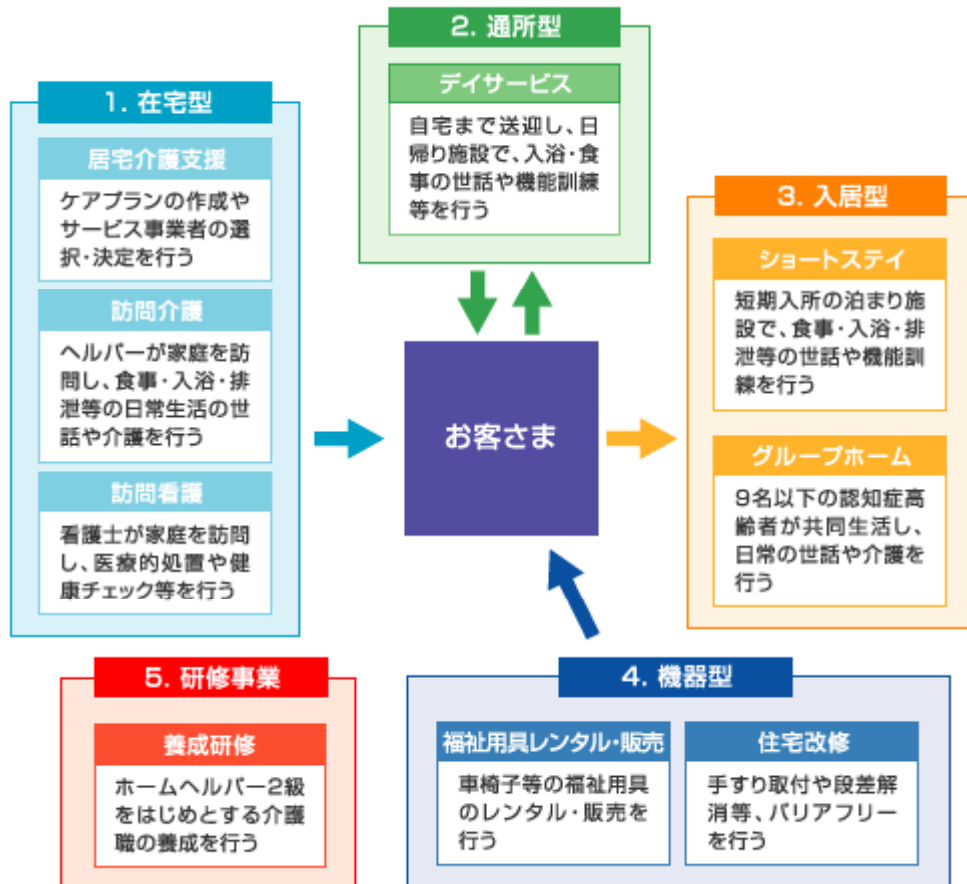 1. 在宅型
居宅介護支援
ケアプランの作成や
サービス事業者の選
択・決定を行う
訪問介護
ヘルパーが家庭を訪
問し、食事・入浴・排
泄等の日常生活の世
話や介護を行う
訪問看護
看護士が家庭を訪問
し、医療的処置や健
康チェック等を行う
2. 通所型
デイサービス
自宅まで送迎し、日
帰り施設で、入浴・食
事の世話や機能訓練
等を行う
お客さま
3. 入居型
ショートステイ
短期入所の泊まり施
設で、食事・入浴・排
泄等の世話や機能訓
練を行う
グループホーム
9名以下の認知症高
齢者が共同生活し、
日常の世話や介護を
行う
4. 機器型
福祉用具レンタル・販売
車椅子等の福祉用具
のレンタル・販売を
行う
住宅改修
手すり取付や段差解
消等、バリアフリー
を行う
5. 研修事業
養成研修
ホームヘルパー2級
をはじめとする介護
職の養成を行う